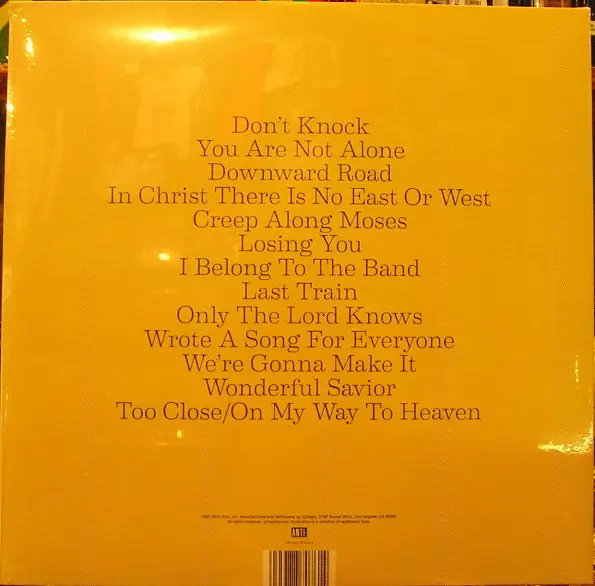 Don't Knock
You Are Not Alone
Downward Road
In Christ There Is No East Or West
Creep Along Moses
Losing You
I Belong To The Band
Last Train
Only The Lord Knows
Wrote A Song For Everyone
We're Gonna Make It
Wonderful Savior
Too Close/On My Way To Heaven
ANTI-